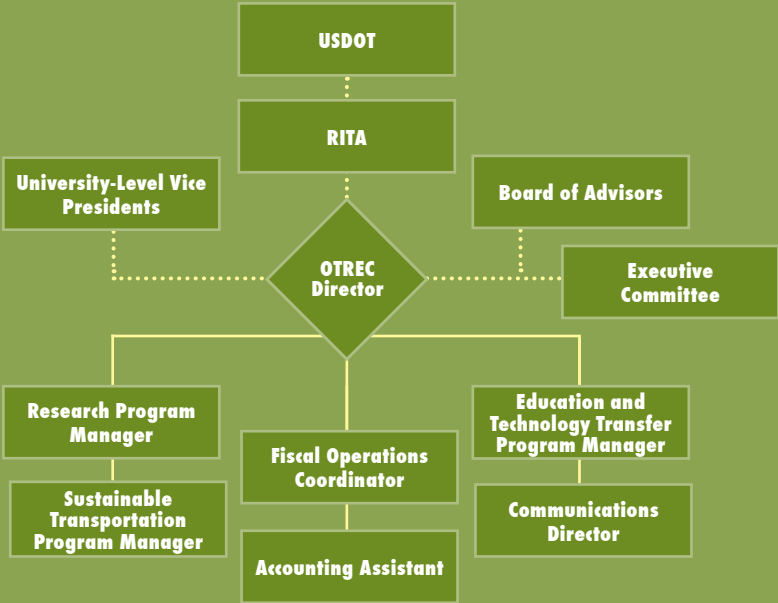 USDOT
RITA
University-Level Vice
Presidents
Board of Advisors
OTREC
Director
Executive
Committee
Research Program
Manager
Fiscal Operations
Coordinator
Education and
Technology Transfer
Program Manager
Sustainable
Transportation
Program Manager
Communications
Director
Accounting Assistant